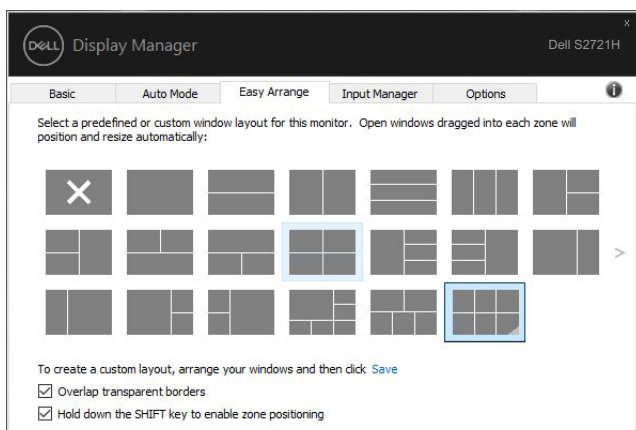 x
DELL Display Manager Dell S2721H
Basic Auto Mode Easy Arrange Input Manager Options
Select a predefined or custom window layout for this monitor. Open windows dragged into each zone will
position and resize automatically:
To create a custom layout, arrange your windows and then click Save
Overlap transparent borders
Hold down the SHIFT key to enable zone positioning